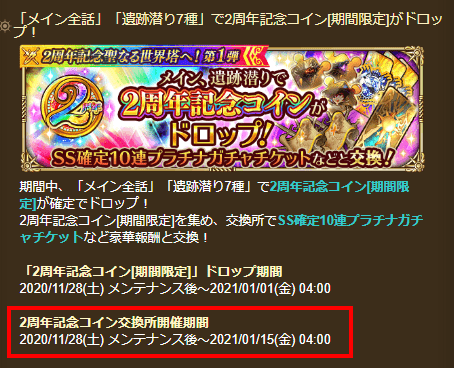 「メイン全話」「遺跡潜り7種」で2周年記念コイン[期間限定]がドロッ
プ！
2周年記念聖なる世界塔へ！第1弾
2
メイン、遺跡潜りで
2周年記念コインが
ドロップ！
SS確定10連プラチナガチャチケットなどと交換！
期間中、「メイン全話」「遺跡潜り7種」で2周年記念コイン[期間限
定]が確定でドロップ！
2周年記念コイン[期間限定]を集め、交換所でSS確定10連プラチナガ
チャチケットなど豪華報酬と交換！
「2周年記念コイン[期間限定]」ドロップ期間
2020/11/28(土) メンテナンス後～2021/01/01(金) 04:00
2周年記念コイン交換所開催期間
2020/11/28(土) メンテナンス後～2021/01/15(金) 04:00